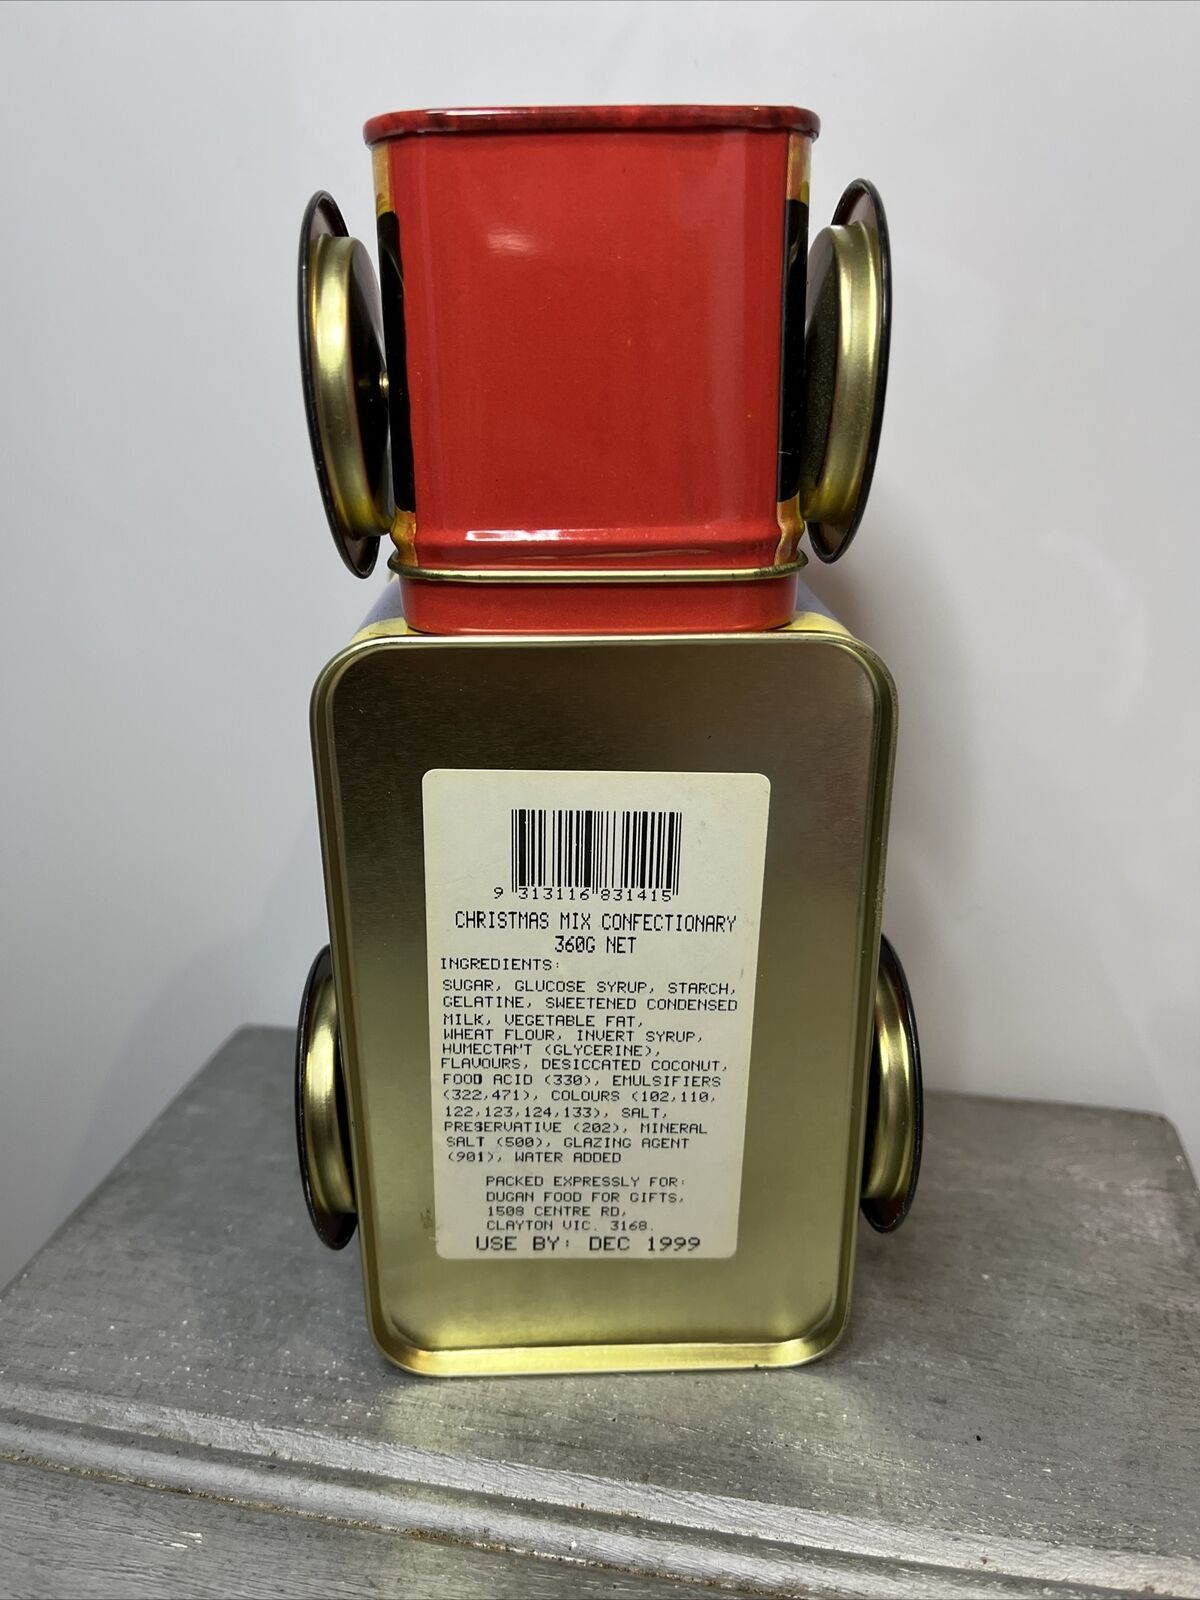 9 313116 831415
CHRISTMAS MIX CONFECTIONARY
360G NET
INGREDIENTS:
SUGAR, GLUCOSE SYRUP, STARCH,
GELATINE, SWEETENED CONDENSED
MILK, VEGETABLE FAT,
WHEAT FLOUR, INVERT SYRUP,
HUMECTANT (GLYCERINE),
FLAVOURS, DESICCATED COCONUT,
FOOD ACID (330), EMULSIFIERS
(322,471), COLOURS (102,110,
122,123,124,133), SALT,
PRESERVATIVE (202), MINERAL
SALT (500), GLAZING AGENT
(901), WATER ADDED
PACKED EXPRESSLY FOR:
DUGAN FOOD FOR GIFTS,
1508 CENTRE RD,
CLAYTON VIC. 3168.
USE BY: DEC 1999